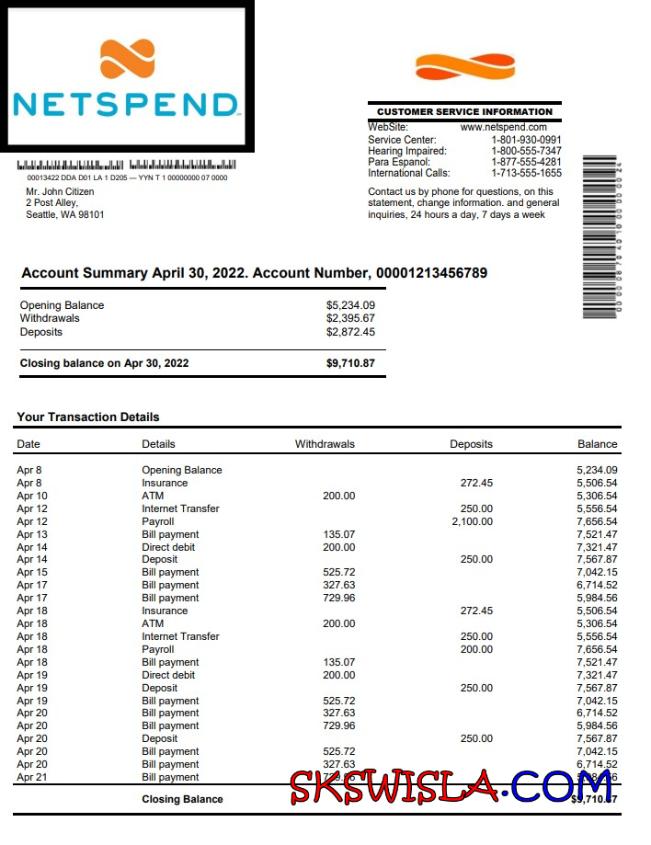 NETSPEND
CUSTOMER SERVICE INFORMATION
WebSite: www.netspend.com
Service Center: 1-801-930-0991
Hearing Impaired: 1-800-555-7347
Para Espanol: 1-877-555-4281
International Calls: 1-713-555-1655
Contact us by phone for questions, on this
statement, change information. and general
inquiries, 24 hours a day, 7 days a week
00013422 DDA D01 LA 1 D205 — YYN T 1 00000000 07 0000
Mr. John Citizen
2 Post Alley,
Seattle, WA 98101
Account Summary April 30, 2022. Account Number, 00001213456789
Opening Balance $5,234.09
Withdrawals $2,395.67
Deposits $2,872.45
Closing balance on Apr 30, 2022 $9,710.87
Your Transaction Details
Date Details Withdrawals Deposits Balance
Apr 8 Opening Balance 5,234.09
Apr 8 Insurance 272.45 5,506.54
Apr 10 ATM 200.00 5,306.54
Apr 12 Internet Transfer 250.00 5,556.54
Apr 12 Payroll 2,100.00 7,656.54
Apr 13 Bill payment 135.07 7,521.47
Apr 14 Direct debit 200.00 7,321.47
Apr 14 Deposit 250.00 7,567.87
Apr 15 Bill payment 525.72 7,042.15
Apr 17 Bill payment 327.63 6,714.52
Apr 17 Bill payment 729.96 5,984.56
Apr 18 Insurance 272.45 5,506.54
Apr 18 ATM 200.00 5,306.54
Apr 18 Internet Transfer 250.00 5,556.54
Apr 18 Payroll 200.00 7,656.54
Apr 18 Bill payment 135.07 7,521.47
Apr 19 Direct debit 200.00 7,321.47
Apr 19 Deposit 250.00 7,567.87
Apr 19 Bill payment 525.72 7,042.15
Apr 20 Bill payment 327.63 6,714.52
Apr 20 Bill payment 729.96 5,984.56
Apr 20 Deposit 250.00 7,567.87
Apr 20 Bill payment 525.72 7,042.15
Apr 20 Bill payment 327.63 6,714.52
Apr 21 Bill payment
SKSWISLA.COM
Closing Balance $9,710.87